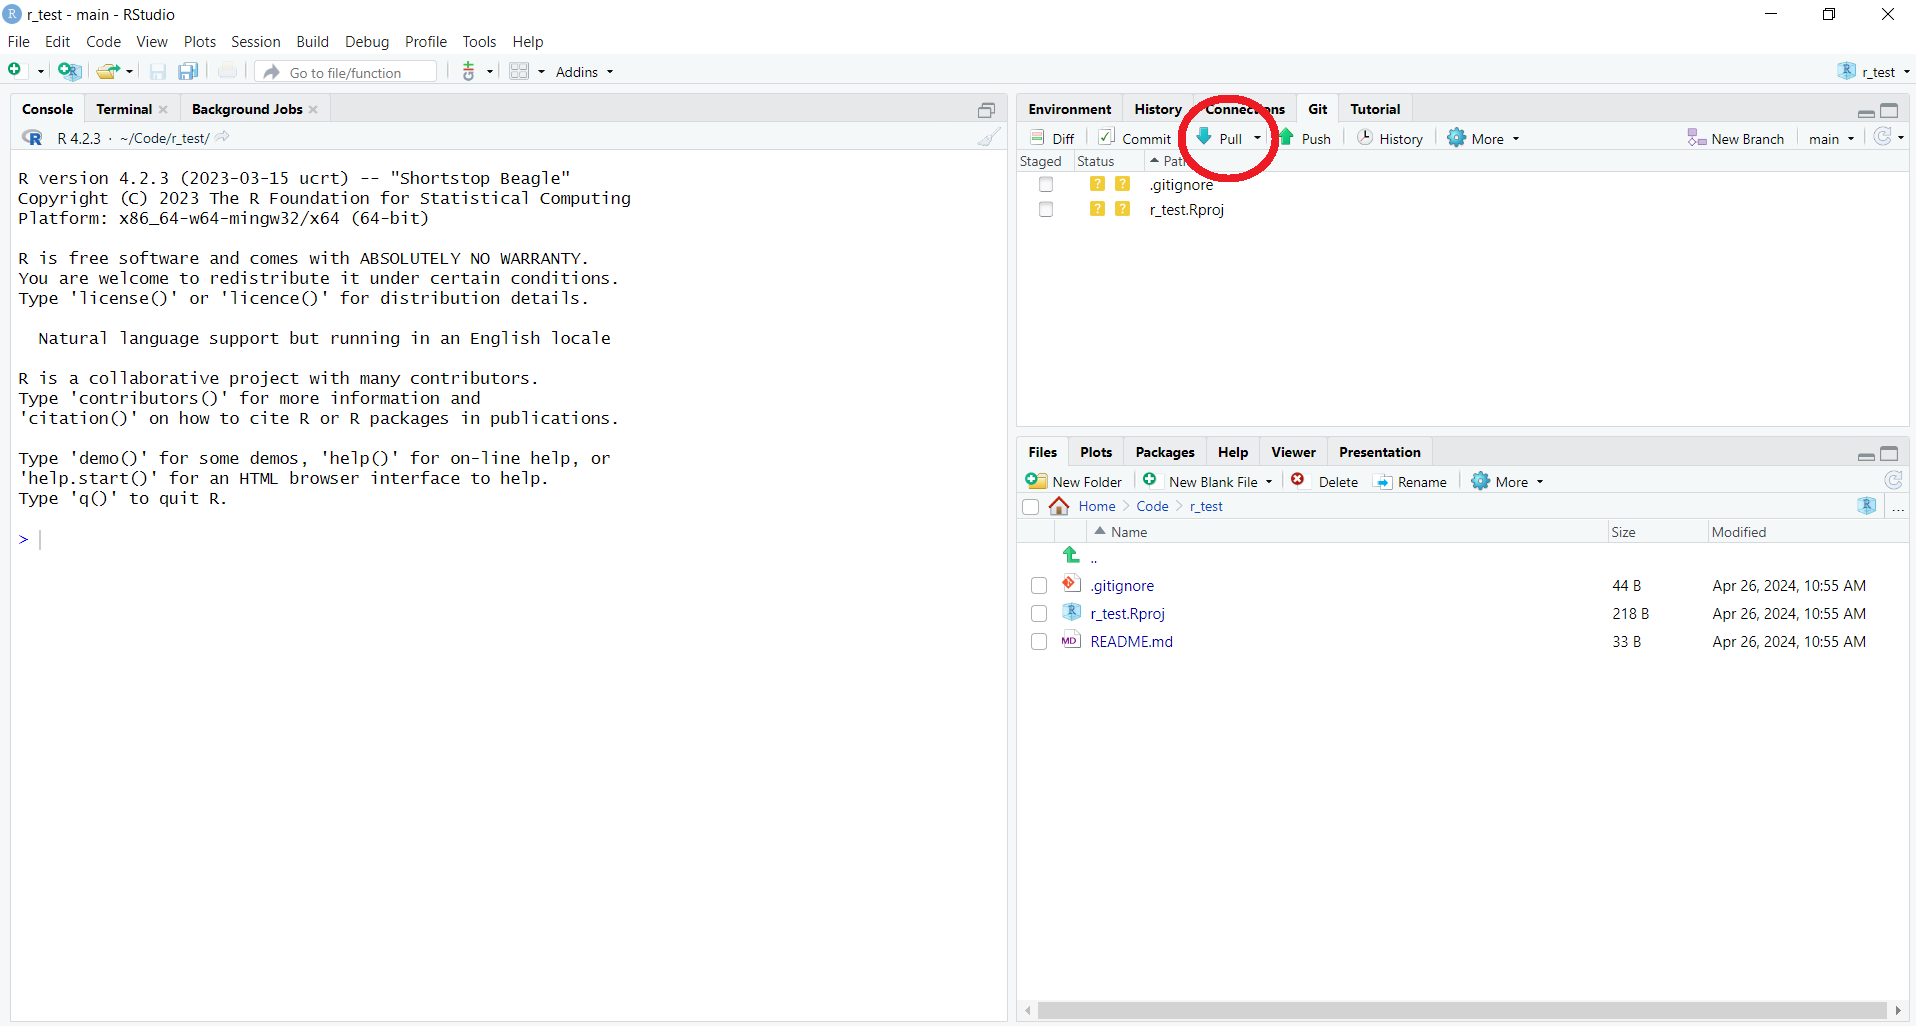 r_test - main - RStudio
File Edit Code View Plots Session Build Debug Profile Tools Help
Go to file/function Addins r_test
Console Terminal Background Jobs
R 4.2.3 · ~/Code/r_test/
R version 4.2.3 (2023-03-15 ucrt) -- "Shortstop Beagle"
Copyright (C) 2023 The R Foundation for Statistical Computing
Platform: x86_64-w64-mingw32/x64 (64-bit)
R is free software and comes with ABSOLUTELY NO WARRANTY.
You are welcome to redistribute it under certain conditions.
Type 'license()' or 'licence()' for distribution details.
Natural language support but running in an English locale
R is a collaborative project with many contributors.
Type 'contributors()' for more information and
'citation()' on how to cite R or R packages in publications.
Type 'demo()' for some demos, 'help()' for on-line help, or
'help.start()' for an HTML browser interface to help.
Type 'q()' to quit R.
>
Environment History Connections Git Tutorial
Diff Commit Pull Push History More New Branch main
Staged Status Path
? ? .gitignore
? ? r_test.Rproj
Files Plots Packages Help Viewer Presentation
New Folder New Blank File Delete Rename More
Home Code r_test ...
Name Size Modified
..
.gitignore 44 B Apr 26, 2024, 10:55 AM
r_test.Rproj 218 B Apr 26, 2024, 10:55 AM
MD README.md 33 B Apr 26, 2024, 10:55 AM